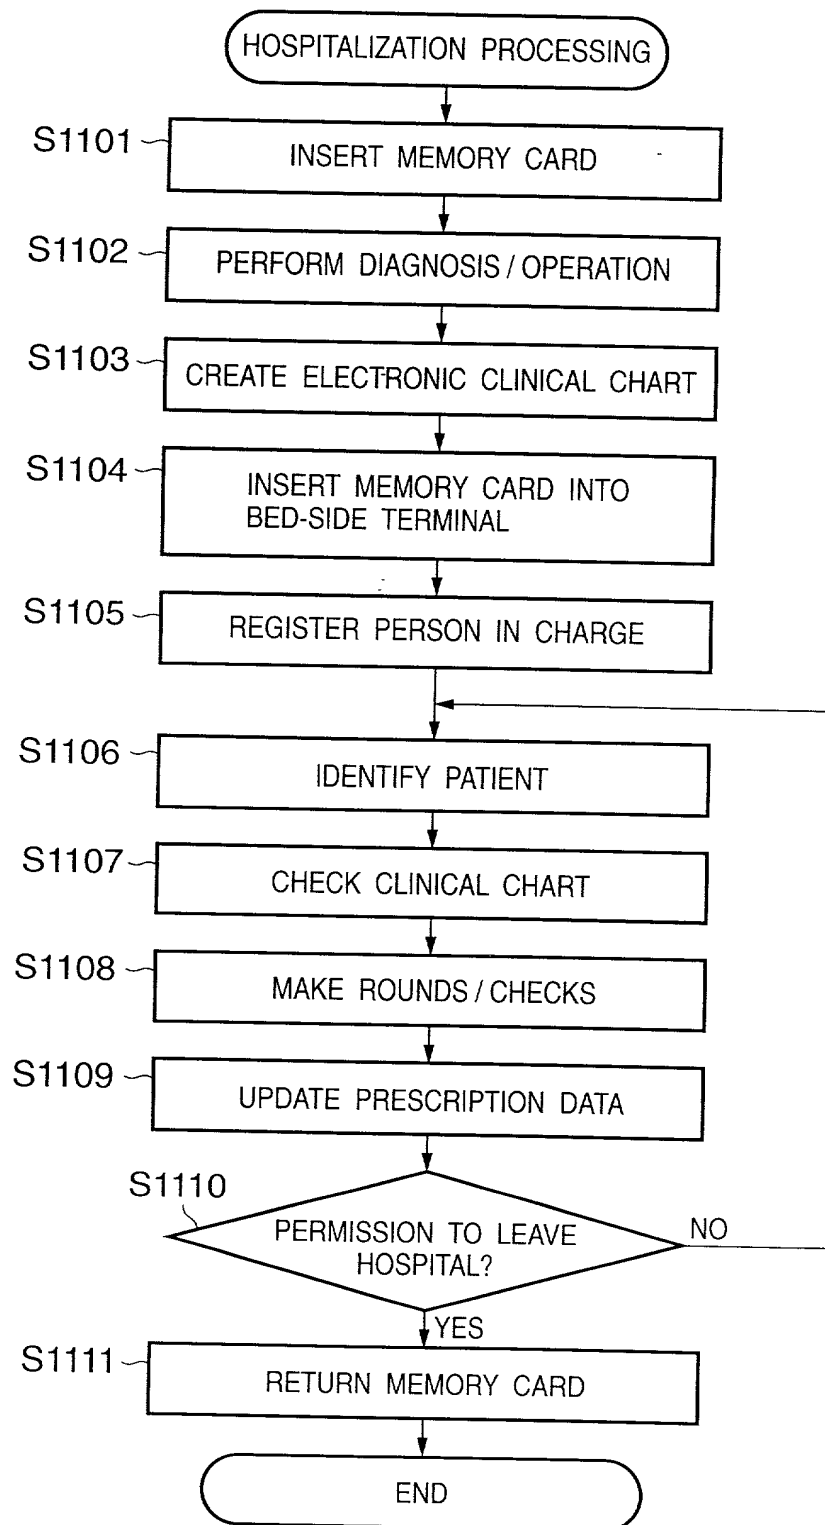 HOSPITALIZATION PROCESSING
S1101
INSERT MEMORY CARD
S1102
PERFORM DIAGNOSIS / OPERATION
S1103
CREATE ELECTRONIC CLINICAL CHART
S1104
INSERT MEMORY CARD INTO
BED-SIDE TERMINAL
S1105
REGISTER PERSON IN CHARGE
S1106
IDENTIFY PATIENT
S1107
CHECK CLINICAL CHART
S1108
MAKE ROUNDS / CHECKS
S1109
UPDATE PRESCRIPTION DATA
S1110
PERMISSION TO LEAVE
HOSPITAL?
NO
YES
S1111
RETURN MEMORY CARD
END